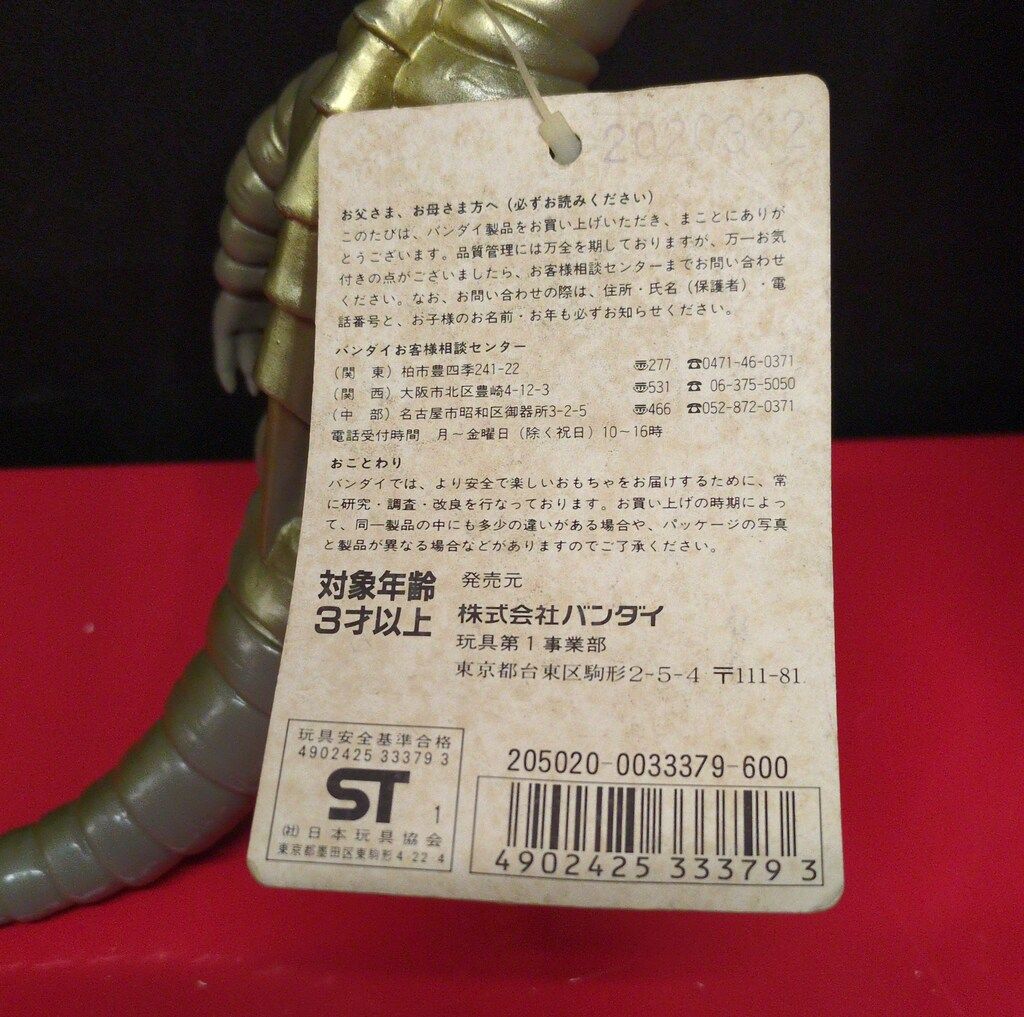 2020302
お父さま、お母さま方へ（必ずお読みください）
このたびは、バンダイ製品をお買い上げいただき、まことにありが
とうございます。品質管理には万全を期しておりますが、万一お気
付きの点がございましたら、お客様相談センターまでお問い合わせ
ください。なお、お問い合わせの際は、住所・氏名（保護者）・電
話番号と、お子様のお名前・お年も必ずお知らせください。
バンダイお客様相談センター
（関　東）柏市豊四季241-22 〠277 ☎0471-46-0371
（関　西）大阪市北区豊崎4-12-3 〠531 ☎06-375-5050
（中　部）名古屋市昭和区御器所3-2-5 〠466 ☎052-872-0371
電話受付時間　月～金曜日（除く祝日）10～16時
おことわり
バンダイでは、より安全で楽しいおもちゃをお届けするために、常
に研究・調査・改良を行なっております。お買い上げの時期によっ
て、同一製品の中にも多少の違いがある場合や、パッケージの写真
と製品が異なる場合などがありますのでご了承ください。
対象年齢
3才以上
発売元
株式会社バンダイ
玩具第1事業部
東京都台東区駒形2-5-4 〒111-81
玩具安全基準合格
4902425 33379 3
ST 1
㈳日本玩具協会
東京都墨田区東駒形4-22-4
205020-0033379-600
4902425 33379 3